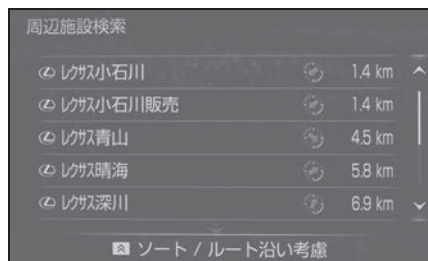 周辺施設検索
レクサス小石川 1.4 km
レクサス小石川販売 1.4 km
レクサス青山 4.5 km
レクサス晴海 5.8 km
レクサス深川 6.9 km
ソート / ルート沿い考慮